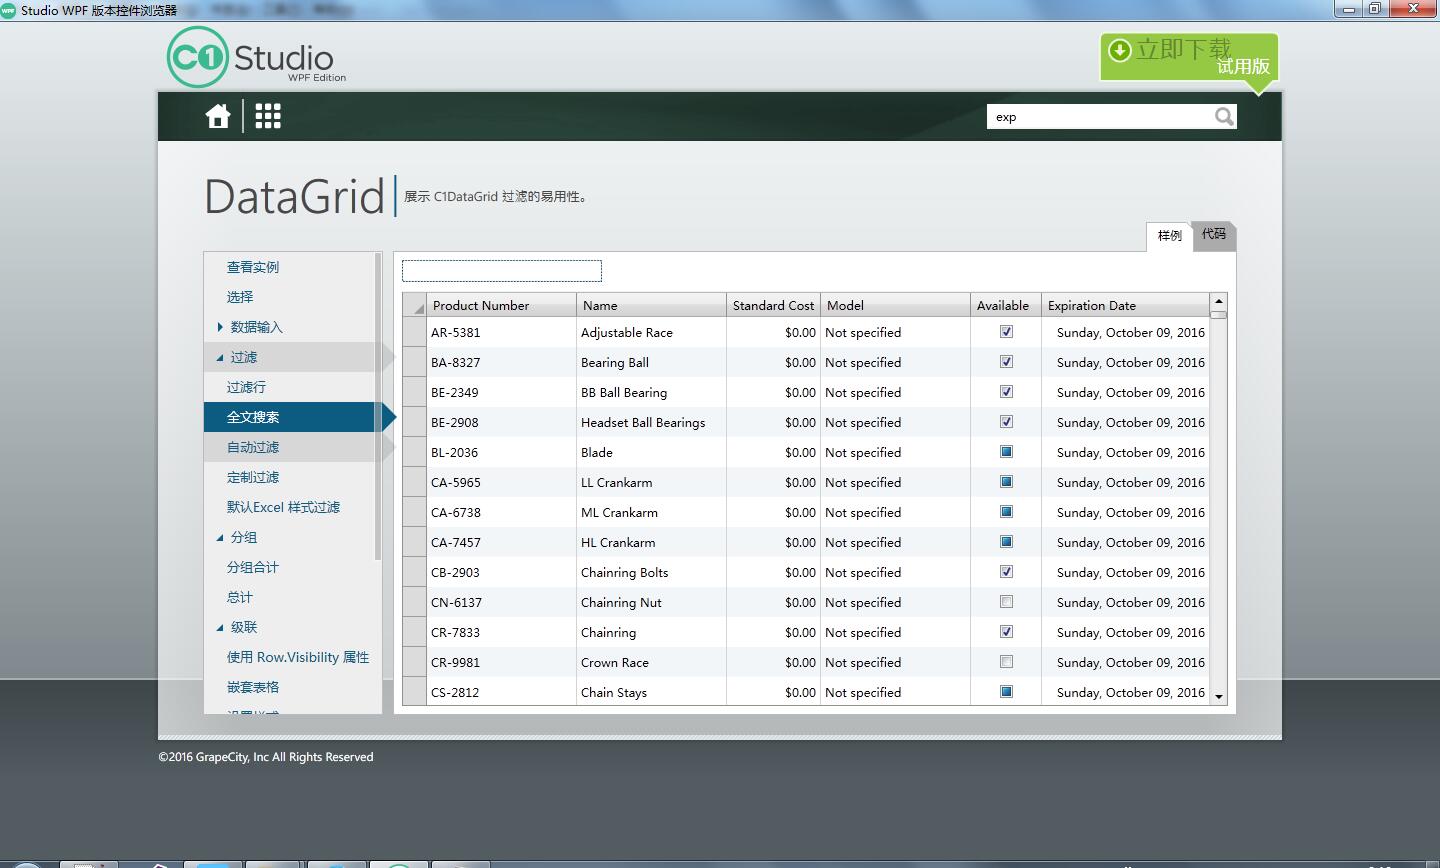 Studio WPF 版本控件浏览器
C1 Studio
WPF Edition
立即下载
试用版
exp
DataGrid
展示 C1DataGrid 过滤的易用性。
样例 代码
查看实例
选择
数据输入
过滤
过滤行
全文搜索
自动过滤
定制过滤
默认Excel 样式过滤
分组
分组合计
总计
级联
使用 Row.Visibility 属性
嵌套表格
Product Number Name Standard Cost Model Available Expiration Date
AR-5381 Adjustable Race $0.00 Not specified Sunday, October 09, 2016
BA-8327 Bearing Ball $0.00 Not specified Sunday, October 09, 2016
BE-2349 BB Ball Bearing $0.00 Not specified Sunday, October 09, 2016
BE-2908 Headset Ball Bearings $0.00 Not specified Sunday, October 09, 2016
BL-2036 Blade $0.00 Not specified Sunday, October 09, 2016
CA-5965 LL Crankarm $0.00 Not specified Sunday, October 09, 2016
CA-6738 ML Crankarm $0.00 Not specified Sunday, October 09, 2016
CA-7457 HL Crankarm $0.00 Not specified Sunday, October 09, 2016
CB-2903 Chainring Bolts $0.00 Not specified Sunday, October 09, 2016
CN-6137 Chainring Nut $0.00 Not specified Sunday, October 09, 2016
CR-7833 Chainring $0.00 Not specified Sunday, October 09, 2016
CR-9981 Crown Race $0.00 Not specified Sunday, October 09, 2016
CS-2812 Chain Stays $0.00 Not specified Sunday, October 09, 2016
©2016 GrapeCity, Inc All Rights Reserved